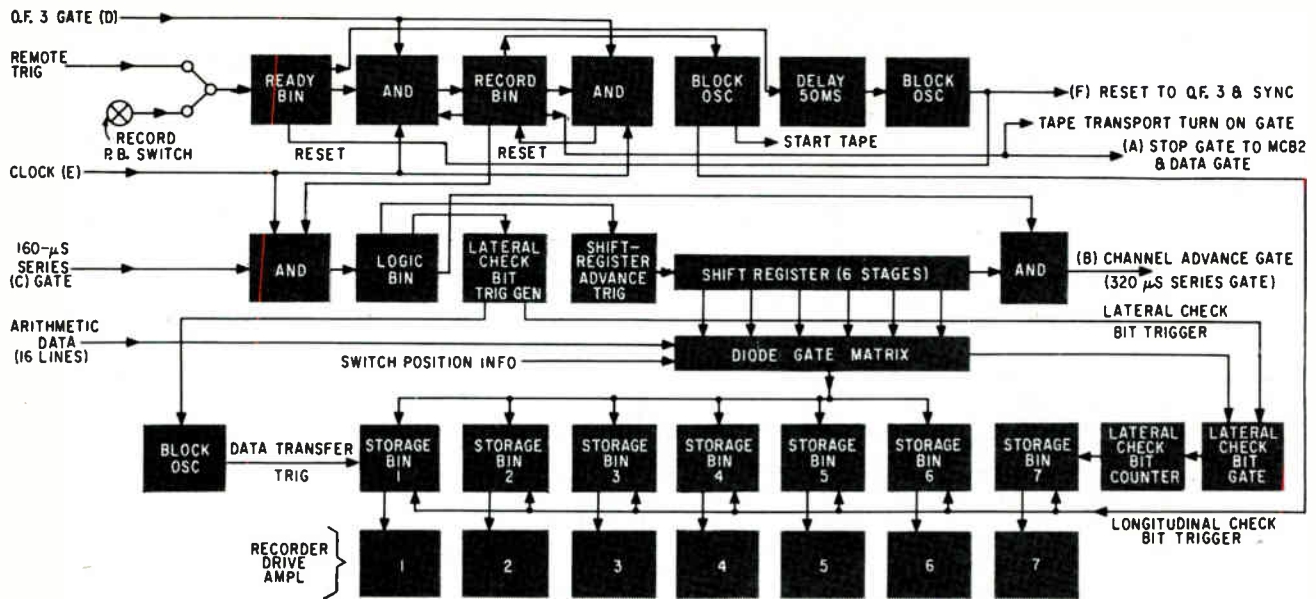 Q.F. 3 GATE (D)
REMOTE
TRIG
RECORD
P.B. SWITCH
READY
BIN
AND
RECORD
BIN
AND
BLOCK
OSC
DELAY
50MS
BLOCK
OSC
(F) RESET TO Q.F. 3 & SYNC
TAPE TRANSPORT TURN ON GATE
START TAPE
RESET
RESET
(A) STOP GATE TO MCB2
& DATA GATE
CLOCK (E)
160-μS
SERIES
(C) GATE
AND
LOGIC
BIN
LATERAL
CHECK
BIT
TRIG GEN
SHIFT-
REGISTER
ADVANCE
TRIG
SHIFT REGISTER (6 STAGES)
AND
(B) CHANNEL ADVANCE GATE
(320 μS SERIES GATE)
LATERAL CHECK
BIT TRIGGER
ARITHMETIC
DATA
(16 LINES)
SWITCH POSITION INFO
DIODE GATE MATRIX
BLOCK
OSC
DATA TRANSFER
TRIG
STORAGE
BIN
1
STORAGE
BIN
2
STORAGE
BIN
3
STORAGE
BIN
4
STORAGE
BIN
5
STORAGE
BIN
6
STORAGE
BIN
7
LATERAL
CHECK
BIT
COUNTER
LATERAL
CHECK
BIT
GATE
LONGITUDINAL CHECK
BIT TRIGGER
RECORDER
DRIVE
AMPL
1
2
3
4
5
6
7